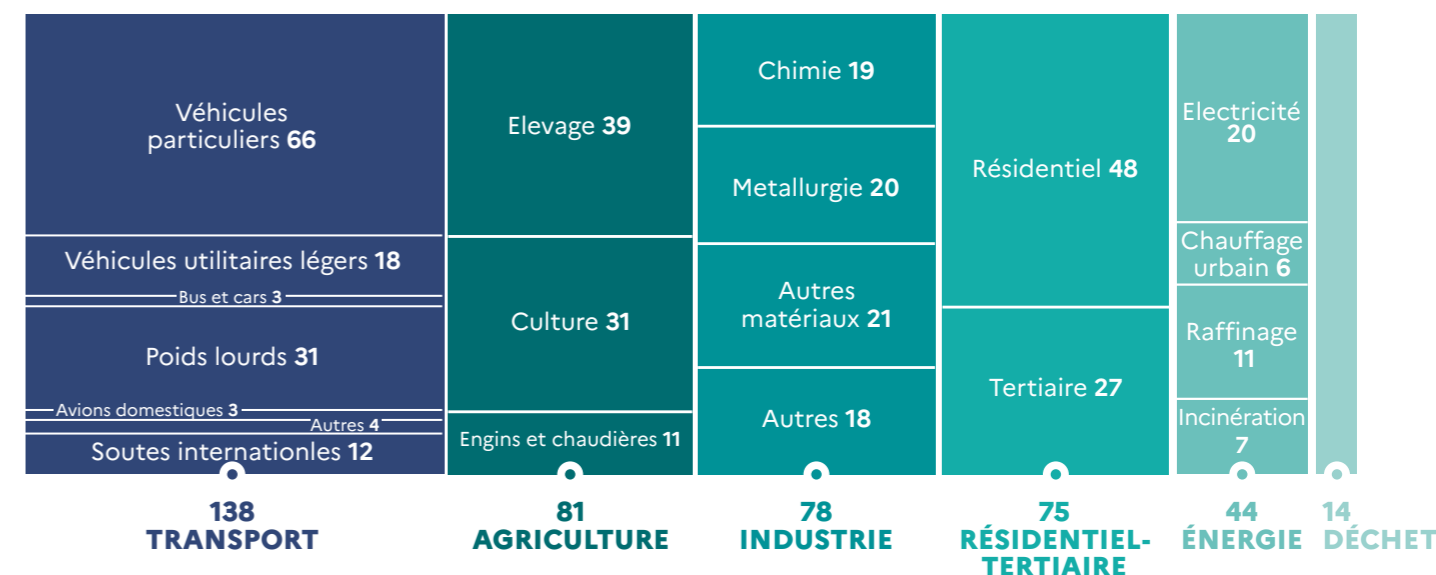 Véhicules
particuliers 66
Véhicules utilitaires légers 18
Bus et cars 3
Poids lourds 31
Avions domestiques 3
Autres 4
Soutes internationles 12
138
TRANSPORT
Elevage 39
Culture 31
Engins et chaudières 11
81
AGRICULTURE
Chimie 19
Metallurgie 20
Autres
matériaux 21
Autres 18
78
INDUSTRIE
Résidentiel 48
Tertiaire 27
75
RÉSIDENTIEL-
TERTIAIRE
Electricité
20
Chauffage
urbain 6
Raffinage
11
Incinération
7
44
ÉNERGIE
14
DÉCHET